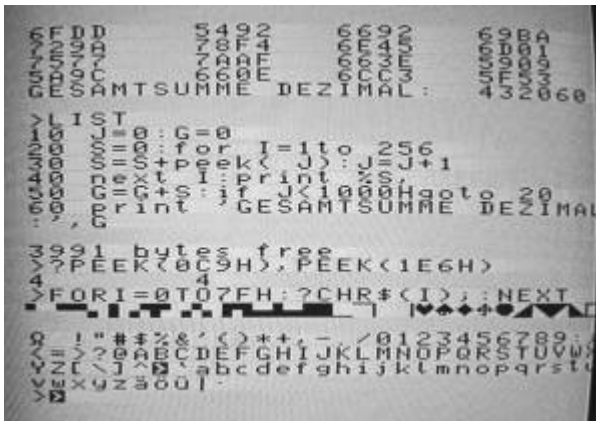 6FDD 5492 6692 69BA
729A 78F4 6E45 6D01
7577 7AAF 663E 5909
5A9C 660E 6CC3 5F53
GESAMTSUMME DEZIMAL: 432060
>LIST
10 J=0:G=0
20 S=0:for I=1to 256
30 S=S+peek( J):J=J+1
40 next I:print %S,
50 G=G+S:if J<1000Hgoto 20
60 print 'GESAMTSUMME DEZIMAL
:',G
3991 bytes free
>?PEEK(0C9H),PEEK(1E6H)
4 4
>FORI=0TO7FH:?CHR$(I);:NEXT
!"#$%&'()*+,-./0123456789:;
<=>?@ABCDEFGHIJKLMNOPQRSTUVWX
YZ[\]^ `abcdefghijklmnopqrstu
vwxyzäöü|
>